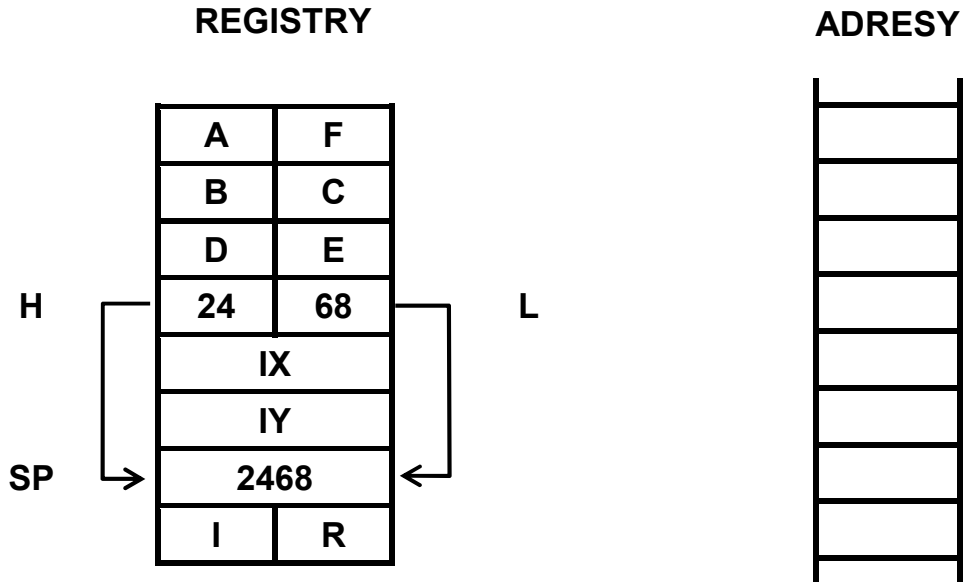 REGISTRY ADRESY
A F
B C
D E
H 24 68 L
IX
IY
SP 2468
I R